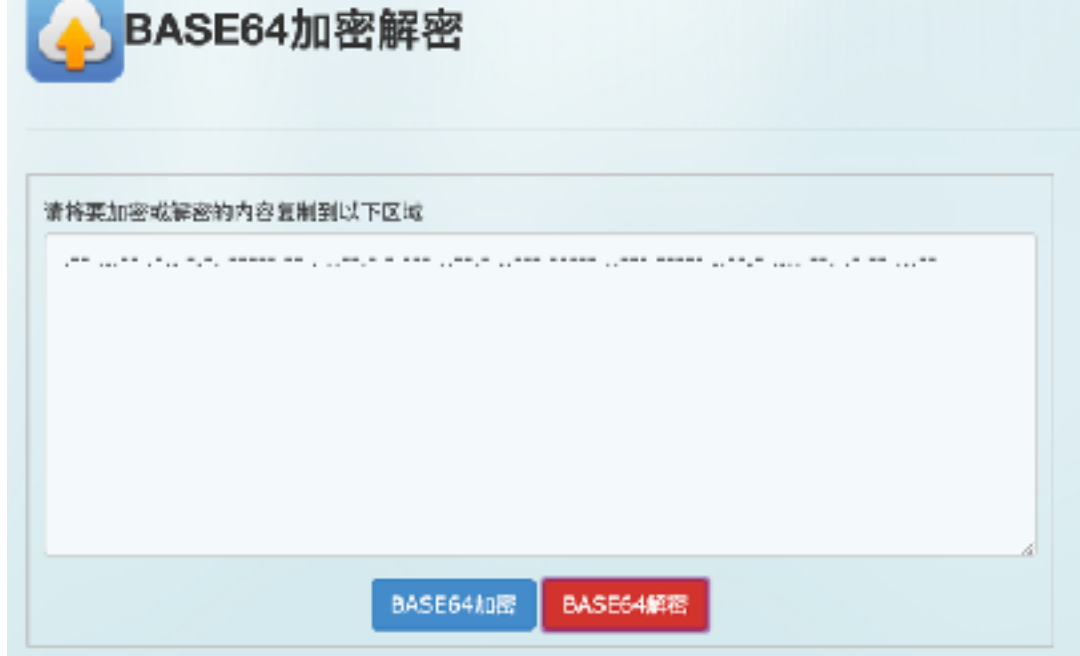 BASE64加密解密
请将要加密或解密的内容复制到以下区域
.-- ...-- .-.. -.-. ----- -- . ..--.- - --- ..--.- ..--- ----- ..--- ----- ..--.- .... --. .- -- ...--
BASE64加密 BASE64解密